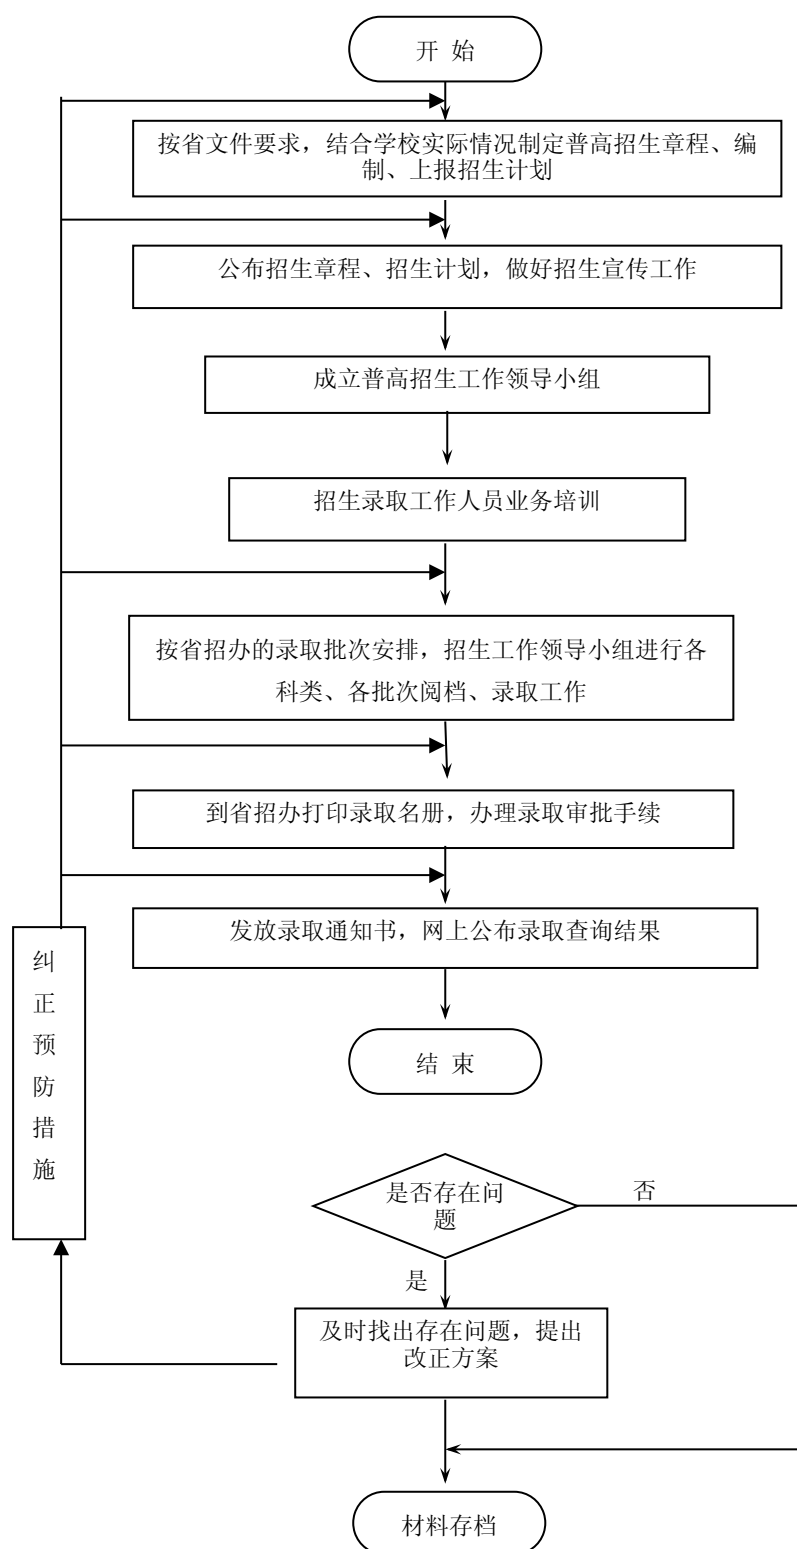 开 始
按省文件要求，结合学校实际情况制定普高招生章程、编
制、上报招生计划
公布招生章程、招生计划，做好招生宣传工作
成立普高招生工作领导小组
招生录取工作人员业务培训
按省招办的录取批次安排，招生工作领导小组进行各
科类、各批次阅档、录取工作
到省招办打印录取名册，办理录取审批手续
发放录取通知书，网上公布录取查询结果
纠
正
预
防
措
施
结 束
是否存在问
题
否
是
及时找出存在问题，提出
改正方案
材料存档